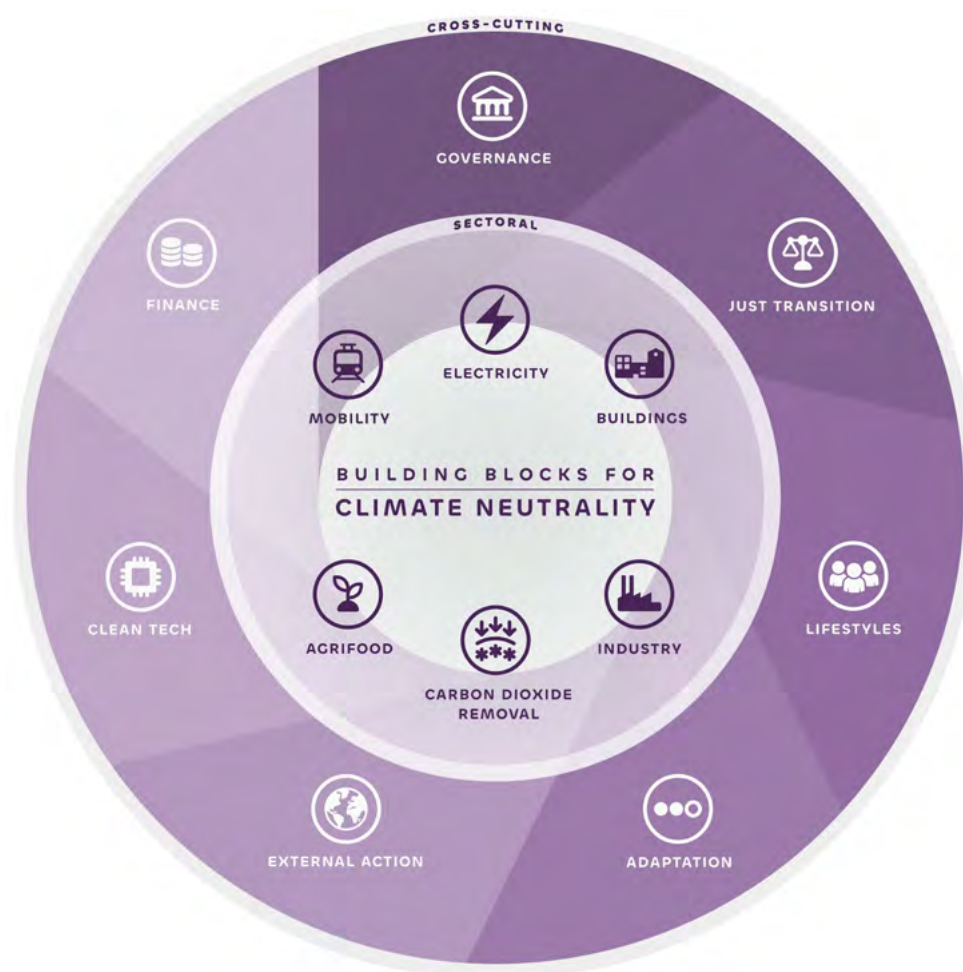 CROSS-CUTTING
GOVERNANCE
JUST TRANSITION
FINANCE
SECTORAL
ELECTRICITY
MOBILITY
BUILDINGS
BUILDING BLOCKS FOR
CLIMATE NEUTRALITY
AGRIFOOD
INDUSTRY
CARBON DIOXIDE
REMOVAL
CLEAN TECH
LIFESTYLES
EXTERNAL ACTION
ADAPTATION